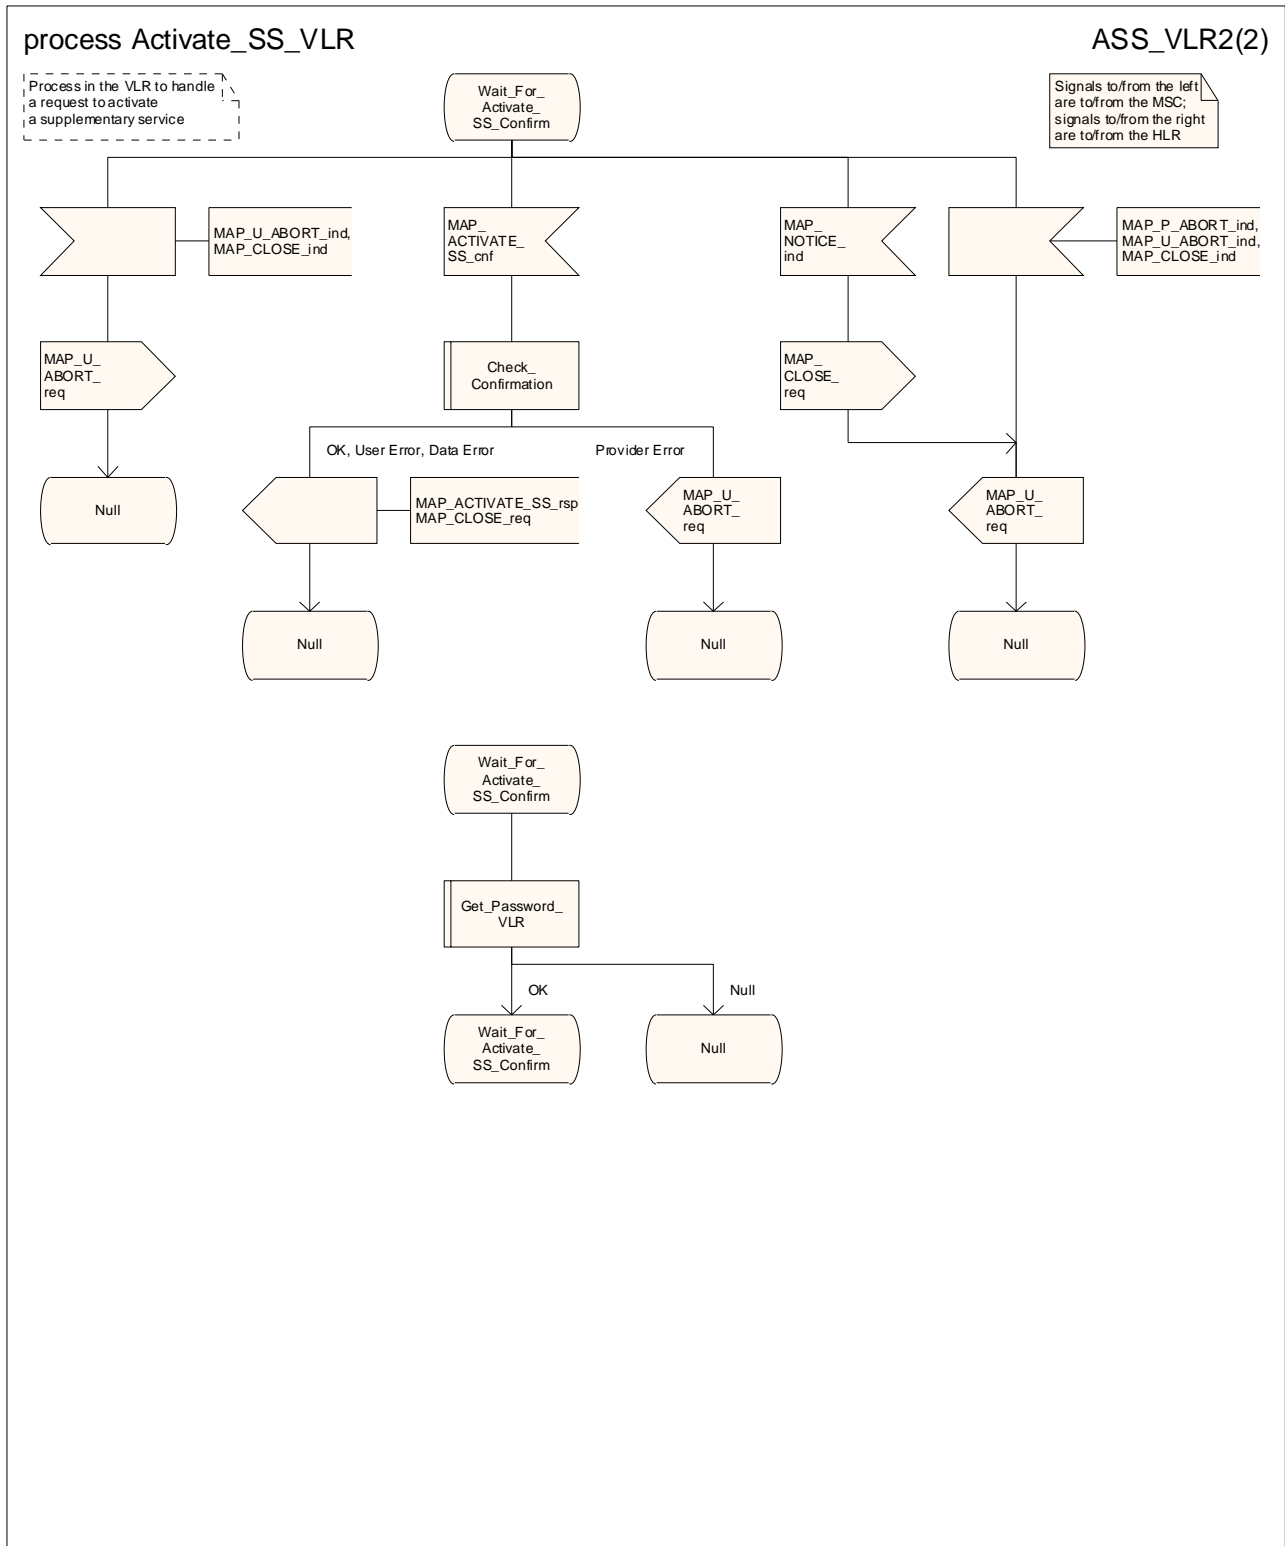 process Activate_SS_VLR
ASS_VLR2(2)
Process in the VLR to handle
a request to activate
a supplementary service
Wait_For_
Activate_
SS_Confirm
Signals to/from the left
are to/from the MSC;
signals to/from the right
are to/from the HLR
MAP_U_ABORT_ind,
MAP_CLOSE_ind
MAP_
ACTIVATE_
SS_cnf
MAP_
NOTICE_
ind
MAP_P_ABORT_ind,
MAP_U_ABORT_ind,
MAP_CLOSE_ind
MAP_U_
ABORT_
req
Check_
Confirmation
MAP_
CLOSE_
req
OK, User Error, Data Error
Provider Error
Null
MAP_ACTIVATE_SS_rsp
MAP_CLOSE_req
MAP_U_
ABORT_
req
MAP_U_
ABORT_
req
Null
Null
Null
Wait_For_
Activate_
SS_Confirm
Get_Password_
VLR
OK
Null
Wait_For_
Activate_
SS_Confirm
Null